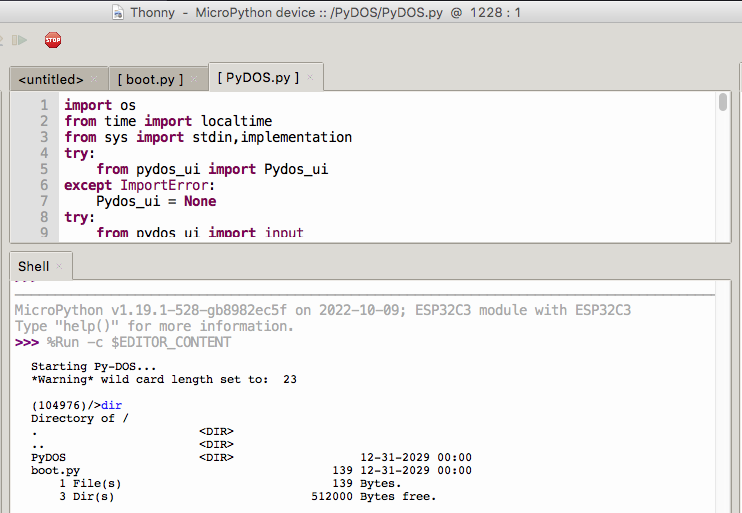 Thonny - MicroPython device :: /PyDOS/PyDOS.py @ 1228 : 1
STOP
<untitled> × [ boot.py ] × [ PyDOS.py ] ×
1 import os
2 from time import localtime
3 from sys import stdin,implementation
4 try:
5     from pydos_ui import Pydos_ui
6 except ImportError:
7     Pydos_ui = None
8 try:
9     from pydos_ui import input
Shell ×
>>>
MicroPython v1.19.1-528-gb8982ec5f on 2022-10-09; ESP32C3 module with ESP32C3
Type "help()" for more information.
>>> %Run -c $EDITOR_CONTENT
Starting Py-DOS...
*Warning* wild card length set to:  23
(104976)/>dir
Directory of /
. <DIR>
.. <DIR>
PyDOS <DIR> 12-31-2029 00:00
boot.py 139 12-31-2029 00:00
1 File(s) 139 Bytes.
3 Dir(s) 512000 Bytes free.